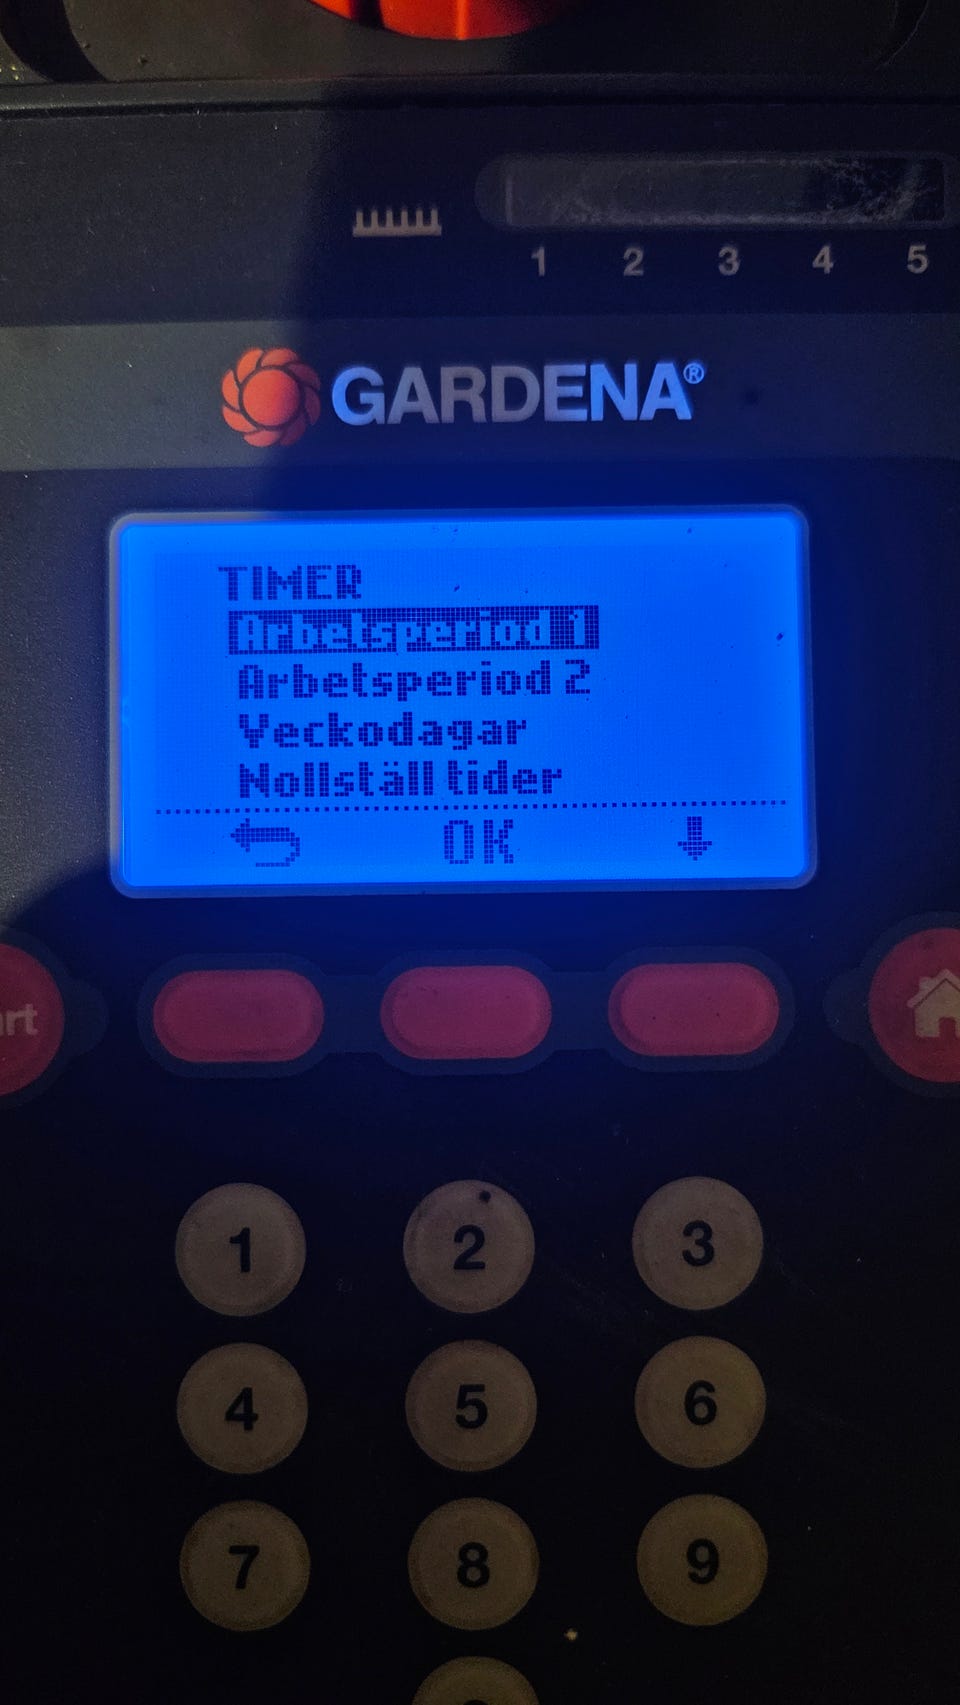 1 2 3 4 5
GARDENA®
TIMER
Arbetsperiod 1
Arbetsperiod 2
Veckodagar
Nollställ tider
OK
rt
1 2 3
4 5 6
7 8 9